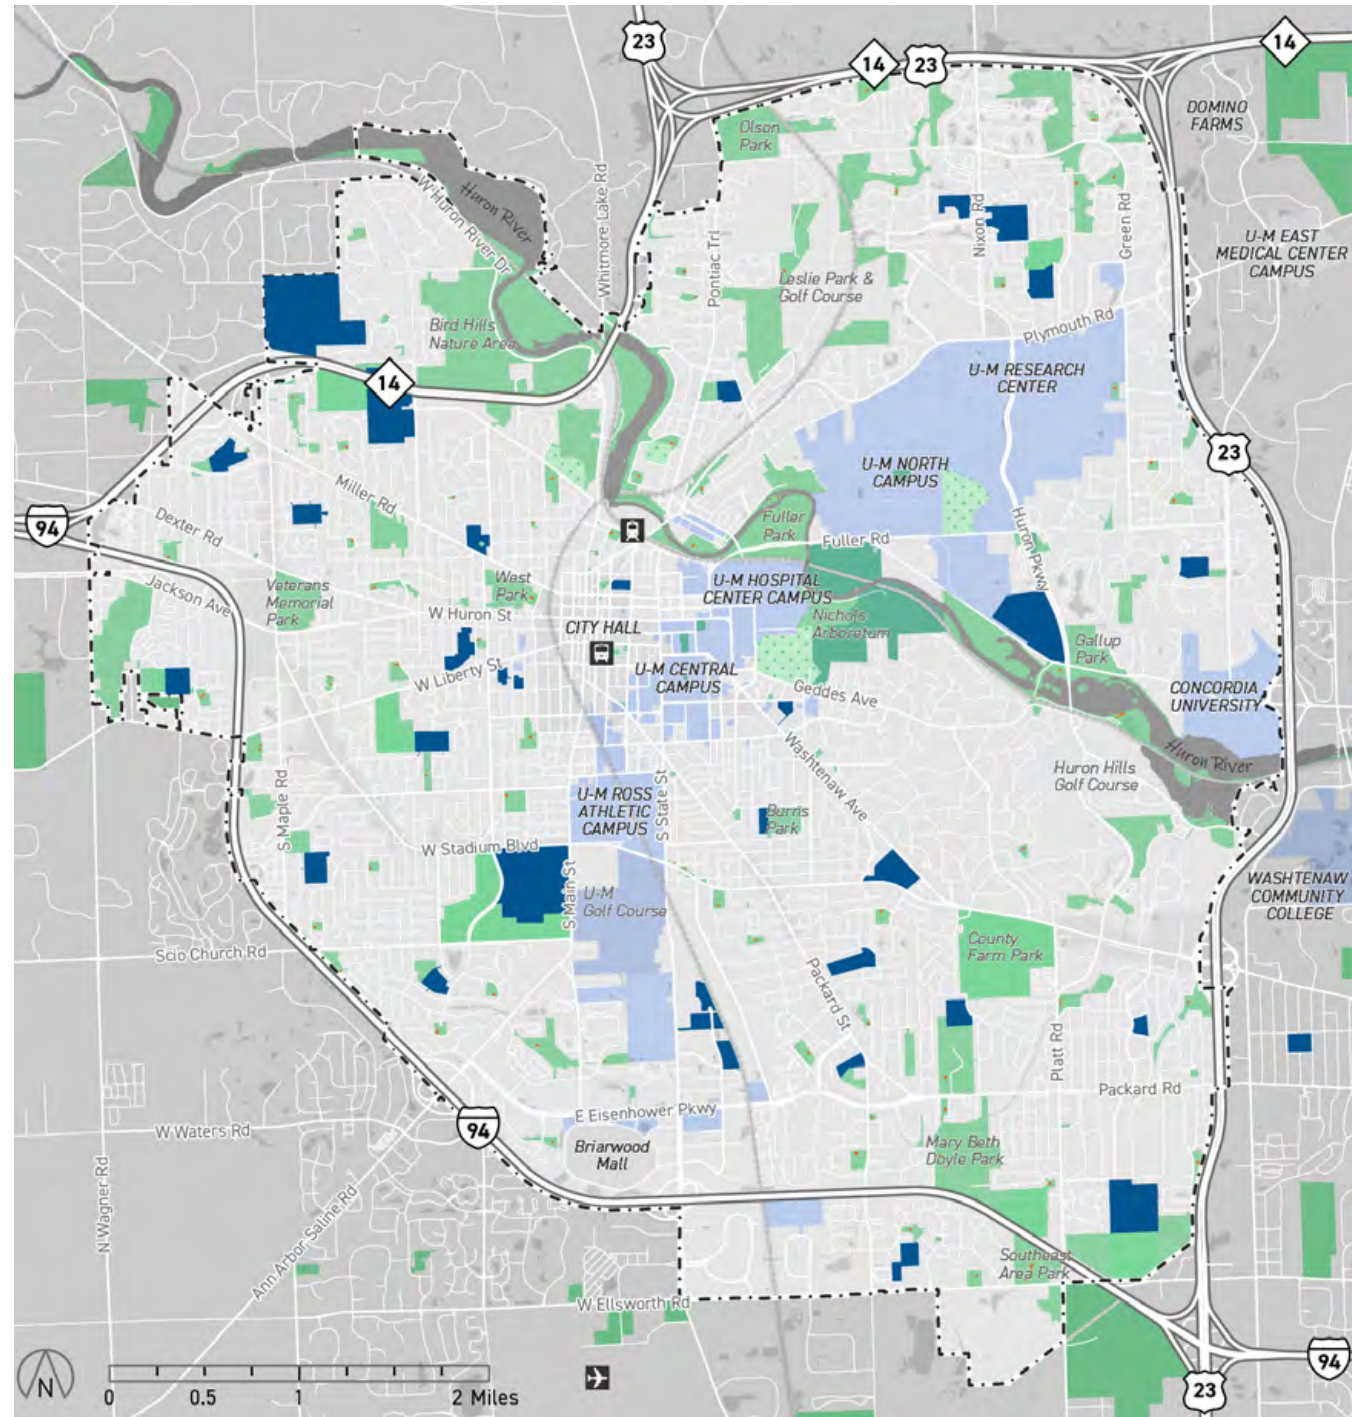 23
14
14
23
DOMINO
FARMS
Olson
Park
Huron River
W Huron River Dr
Whitmore Lake Rd
Pontiac Trl
Nixon Rd
Green Rd
U-M EAST
MEDICAL CENTER
CAMPUS
Leslie Park &
Golf Course
Bird Hills
Nature Area
Plymouth Rd
14
U-M RESEARCH
CENTER
23
U-M NORTH
CAMPUS
Miller Rd
94
Dexter Rd
Fuller
Park
Fuller Rd
Huron Pkwy
Jackson Ave
Veterans
Memorial
Park
West
Park
U-M HOSPITAL
CENTER CAMPUS
W Huron St
CITY HALL
Nichols
Arboretum
Gallup
Park
W Liberty St
U-M CENTRAL
CAMPUS
Geddes Ave
CONCORDIA
UNIVERSITY
Washtenaw Ave
Huron River
Huron Hills
Golf Course
S Maple Rd
U-M ROSS
ATHLETIC
CAMPUS
S State St
Burns
Park
W Stadium Blvd
S Main St
U-M
Golf Course
WASHTENAW
COMMUNITY
COLLEGE
Scio Church Rd
County
Farm Park
Packard St
Platt Rd
Packard Rd
E Eisenhower Pkwy
94
W Waters Rd
Briarwood
Mall
Mary Beth
Doyle Park
N Wagner Rd
Ann Arbor Saline Rd
Southeast
Area Park
W Ellsworth Rd
94
23
N
0 0.5 1 2 Miles